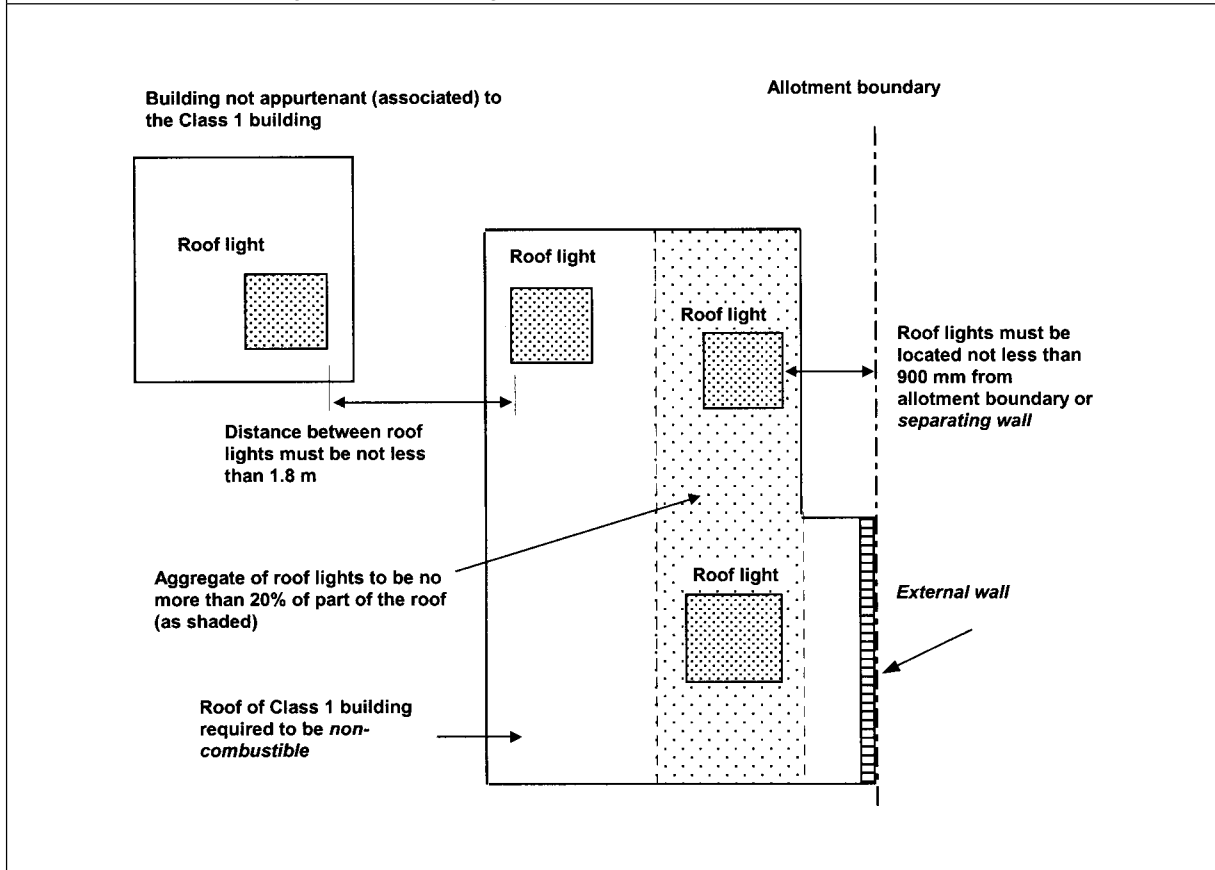 Building not appurtenant (associated) to
the Class 1 building
Allotment boundary
Roof light
Roof light
Roof light
Roof lights must be
located not less than
900 mm from
allotment boundary or
separating wall
Distance between roof
lights must be not less
than 1.8 m
Aggregate of roof lights to be no
more than 20% of part of the roof
(as shaded)
Roof light
External wall
Roof of Class 1 building
required to be non-
combustible